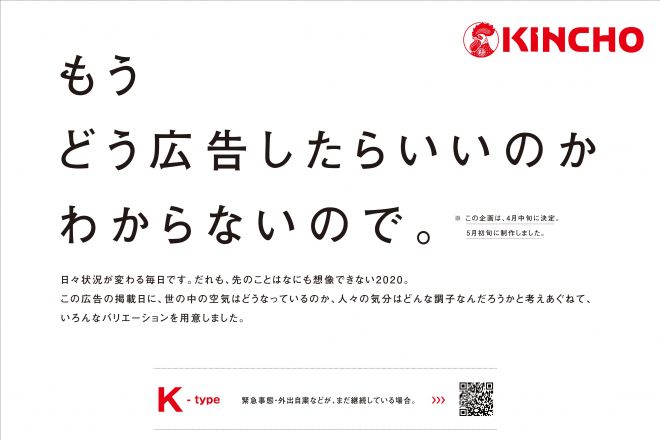 KINCHO
もう
どう広告したらいいのか
わからないので。
※ この企画は、4月中旬に決定。
5月初旬に制作しました。
日々状況が変わる毎日です。だれも、先のことはなにも想像できない2020。
この広告の掲載日に、世の中の空気はどうなっているのか、人々の気分はどんな調子なんだろうかと考えあぐねて、
いろんなバリエーションを用意しました。
K - type 緊急事態・外出自粛などが、まだ継続している場合。 >>>